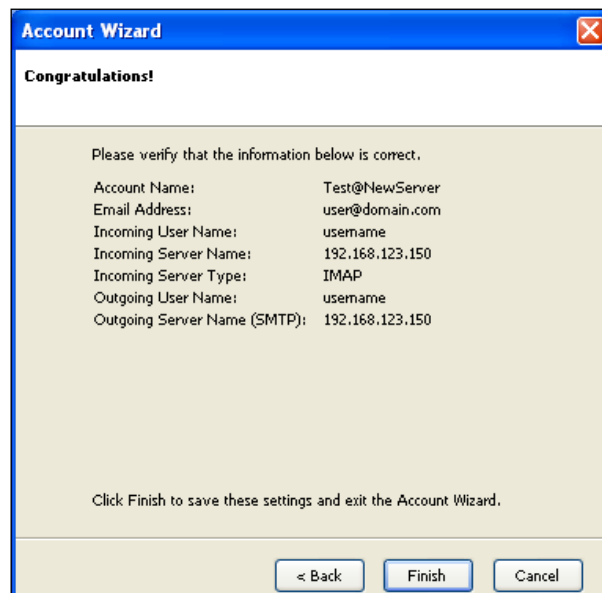 Account Wizard
Congratulations!
Please verify that the information below is correct.
Account Name: Test@NewServer
Email Address: user@domain.com
Incoming User Name: username
Incoming Server Name: 192.168.123.150
Incoming Server Type: IMAP
Outgoing User Name: username
Outgoing Server Name (SMTP): 192.168.123.150
Click Finish to save these settings and exit the Account Wizard.
< Back Finish Cancel